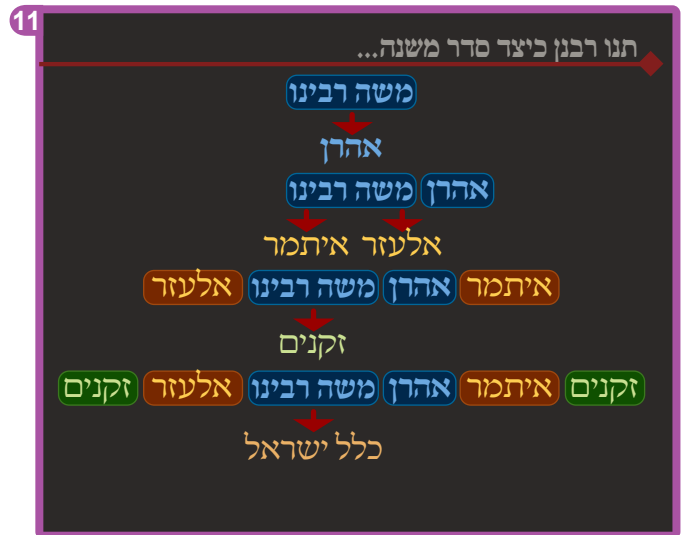 11
תנו רבנן כיצד סדר משנה...
משה רבינו
אהרן
אהרן משה רבינו
אלעזר איתמר
איתמר אהרן משה רבינו אלעזר
זקנים
זקנים איתמר אהרן משה רבינו אלעזר זקנים
כלל ישראל